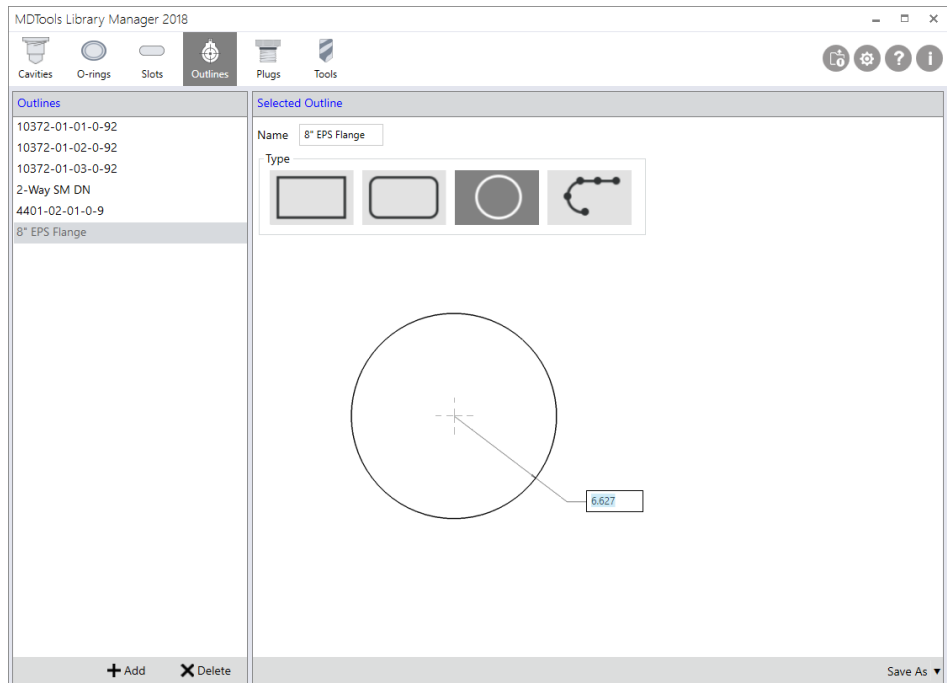 MDTools Library Manager 2018
Cavities O-rings Slots Outlines Plugs Tools
Outlines
10372-01-01-0-92
10372-01-02-0-92
10372-01-03-0-92
2-Way SM DN
4401-02-01-0-9
8" EPS Flange
Add Delete
Selected Outline
Name 8" EPS Flange
Type
6.627
Save As